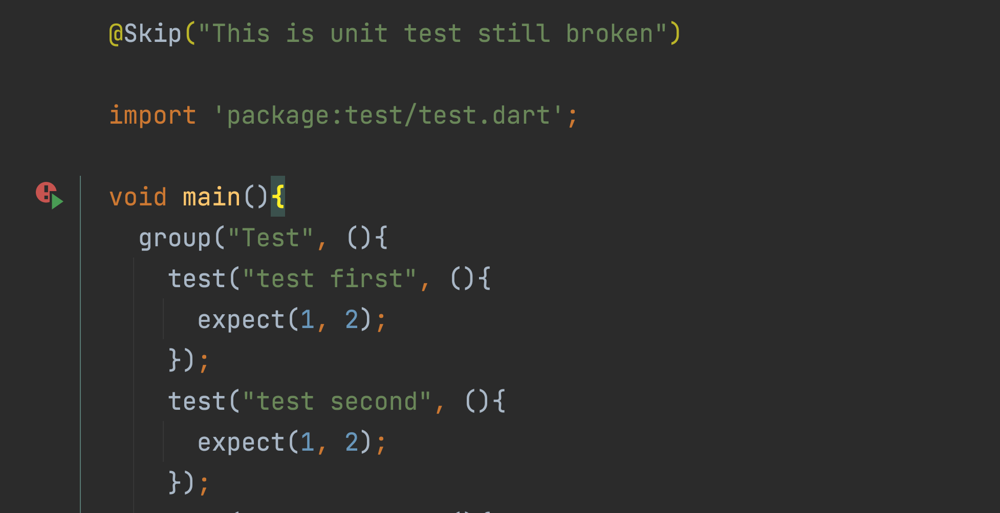 @Skip("This is unit test still broken")
import 'package:test/test.dart';
void main(){
group("Test", (){
test("test first", (){
expect(1, 2);
});
test("test second", (){
expect(1, 2);
});